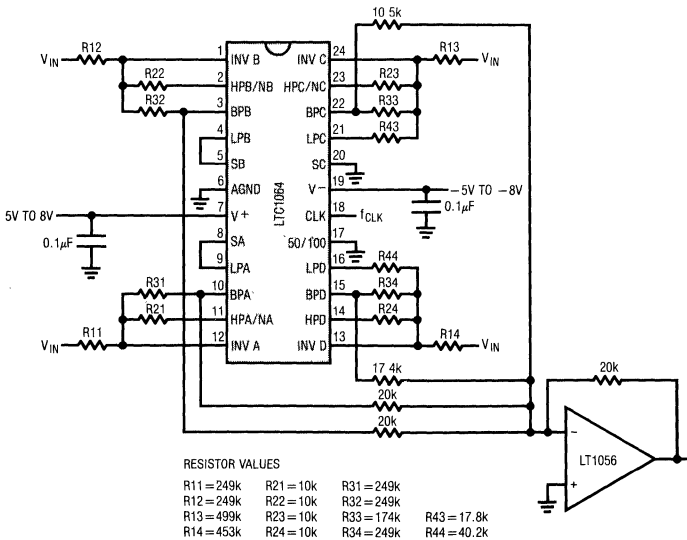 10 5k
VIN R12 1 INV B INV C 24 R13 VIN
R22 2 HPB/NB HPC/NC 23 R23
R32 3 BPB BPC 22 R33
4 LPB LPC 21 R43
5 SB SC 20
6 AGND V− 19 −5V TO −8V
5V TO 8V 7 V+ CLK 18 fCLK
0.1µF
0.1µF 8 SA 50/100 17
9 LPA LPD 16 R44
R31 10 BPA BPD 15 R34
R21 11 HPA/NA HPD 14 R24
VIN R11 12 INV A INV D 13 R14 VIN
LTC1064
17 4k
20k
20k
20k
−
LT1056
+
RESISTOR VALUES
R11=249k R21=10k R31=249k
R12=249k R22=10k R32=249k
R13=499k R23=10k R33=174k R43=17.8k
R14=453k R24=10k R34=249k R44=40.2k